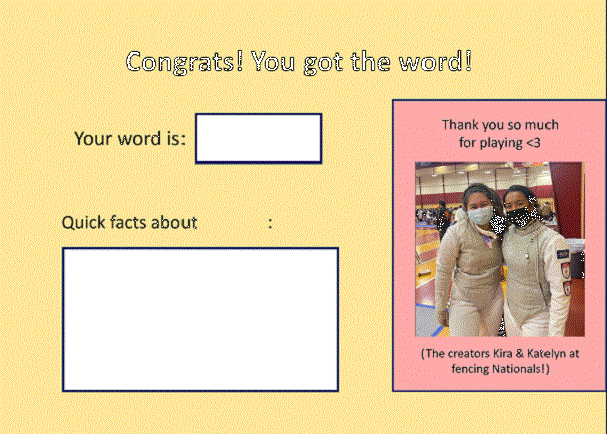 Congrats! You got the word!
Your word is:
Quick facts about :
Thank you so much
for playing <3
(The creators Kira & Katelyn at
fencing Nationals!)